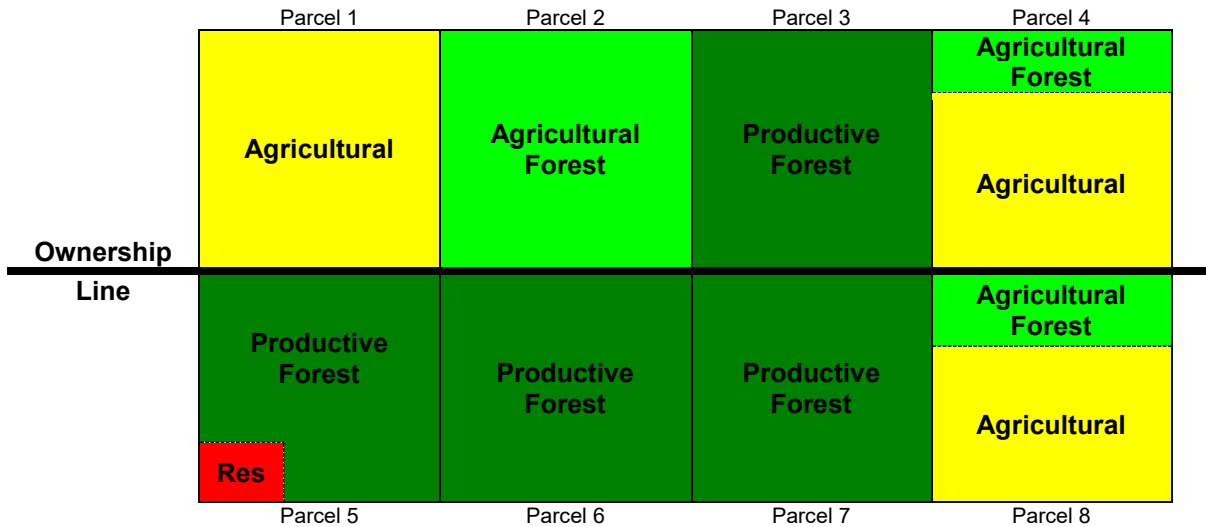 Parcel 1
Parcel 2
Parcel 3
Parcel 4
Agricultural
Agricultural
Forest
Productive
Forest
Agricultural
Forest
Agricultural
Ownership
Line
Productive
Forest
Res
Productive
Forest
Productive
Forest
Agricultural
Forest
Agricultural
Parcel 5
Parcel 6
Parcel 7
Parcel 8